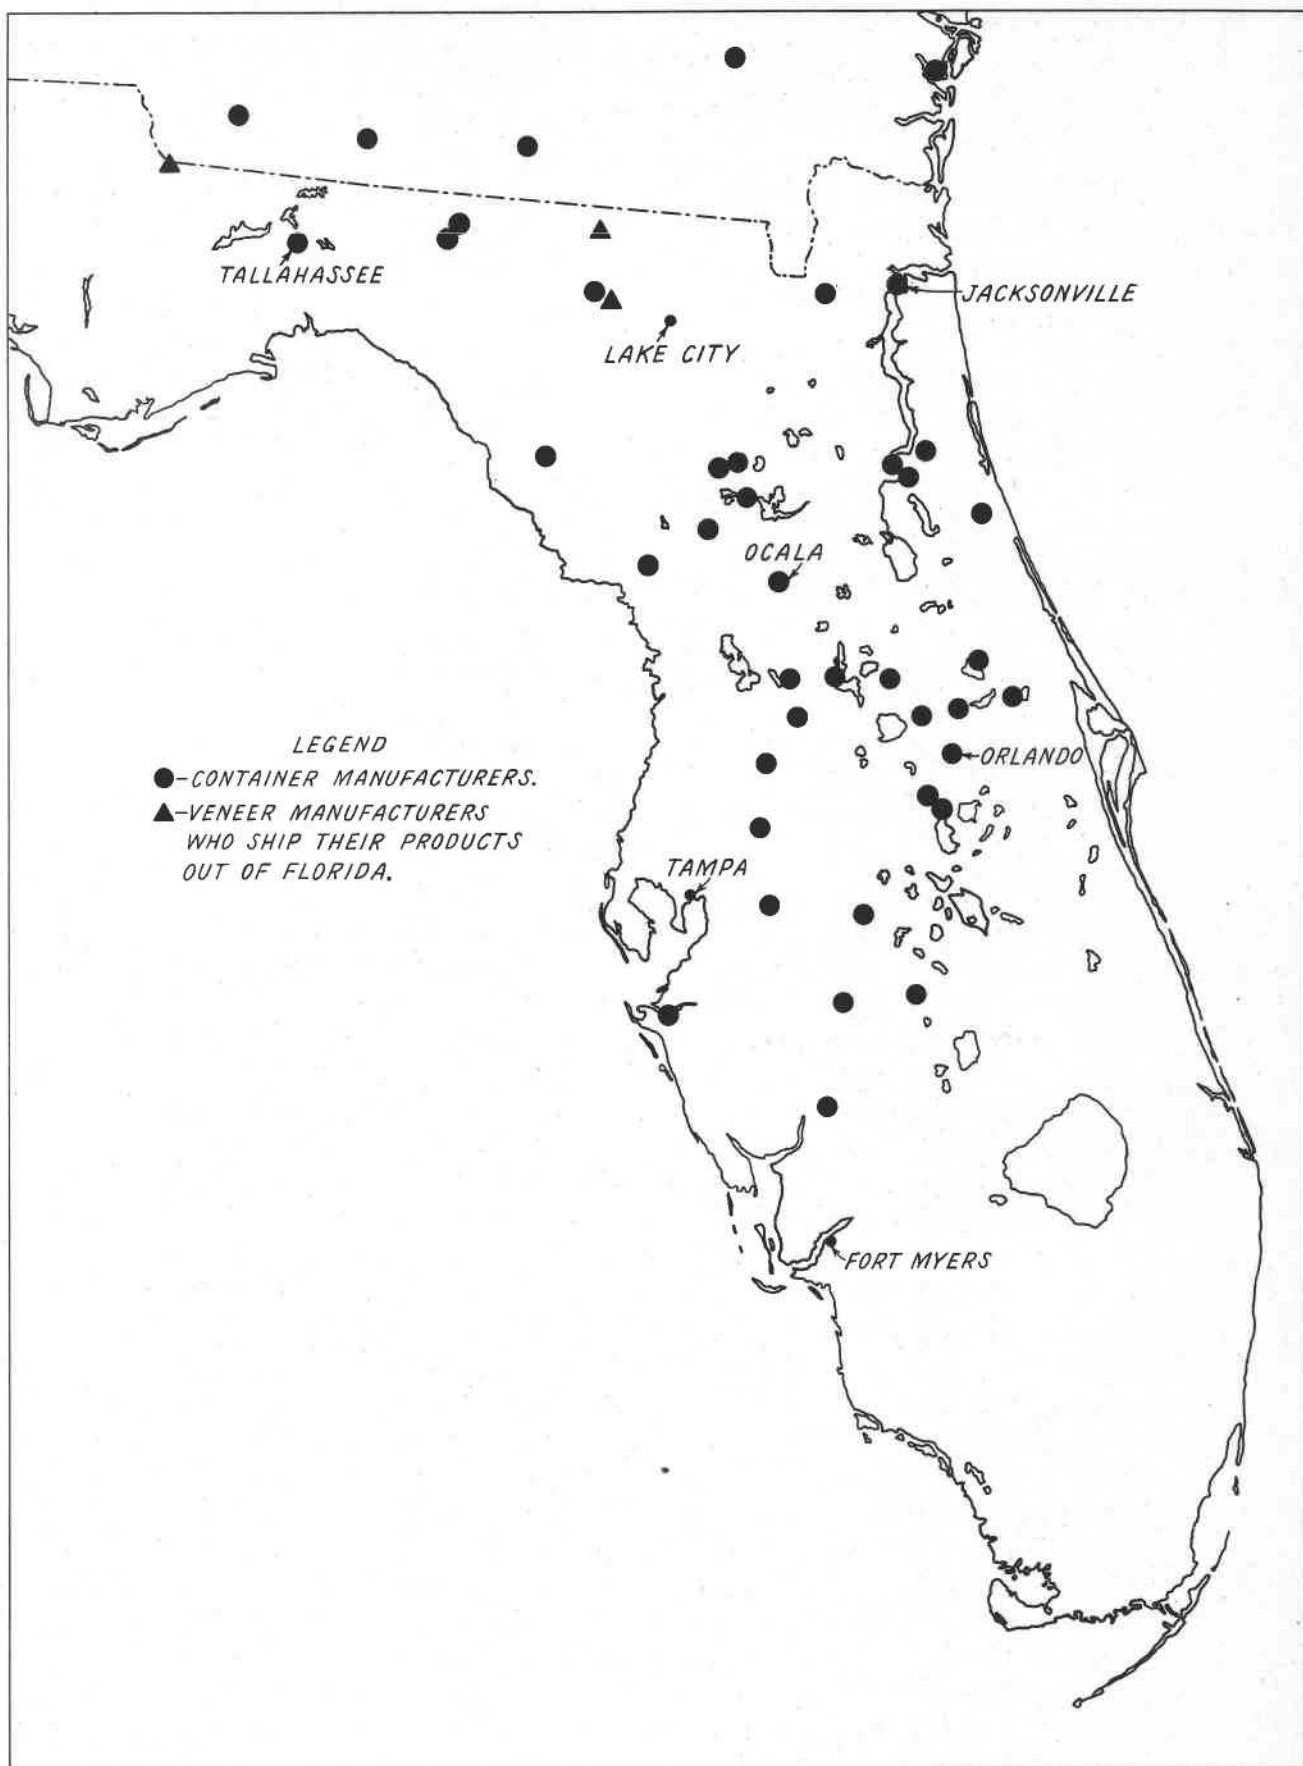 TALLAHASSEE
JACKSONVILLE
LAKE CITY
OCALA
LEGEND
●-CONTAINER MANUFACTURERS.
▲-VENEER MANUFACTURERS
WHO SHIP THEIR PRODUCTS
OUT OF FLORIDA.
ORLANDO
TAMPA
FORT MYERS